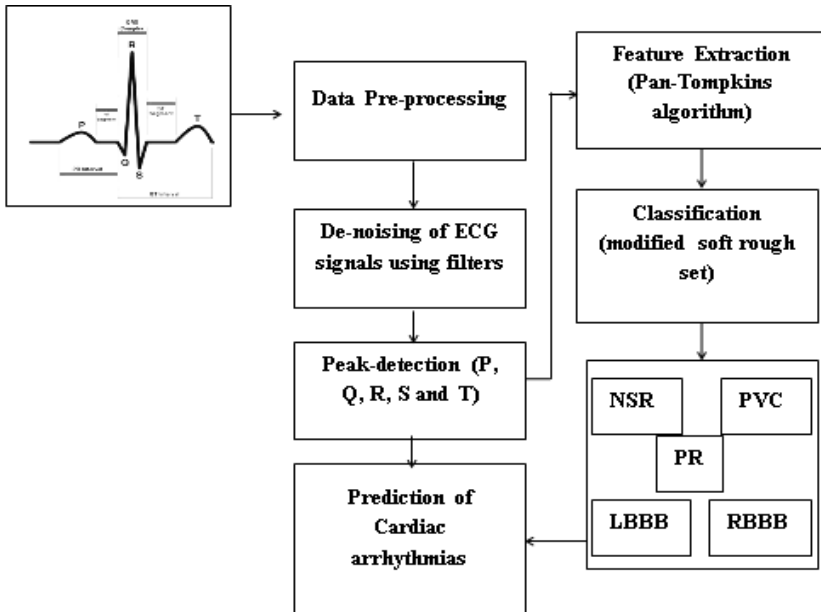 R
P
T
Q
S
Data Pre-processing
De-noising of ECG
signals using filters
Peak-detection (P,
Q, R, S and T)
Prediction of
Cardiac
arrhythmias
Feature Extraction
(Pan-Tompkins
algorithm)
Classification
(modified soft rough
set)
NSR
PVC
PR
LBBB
RBBB